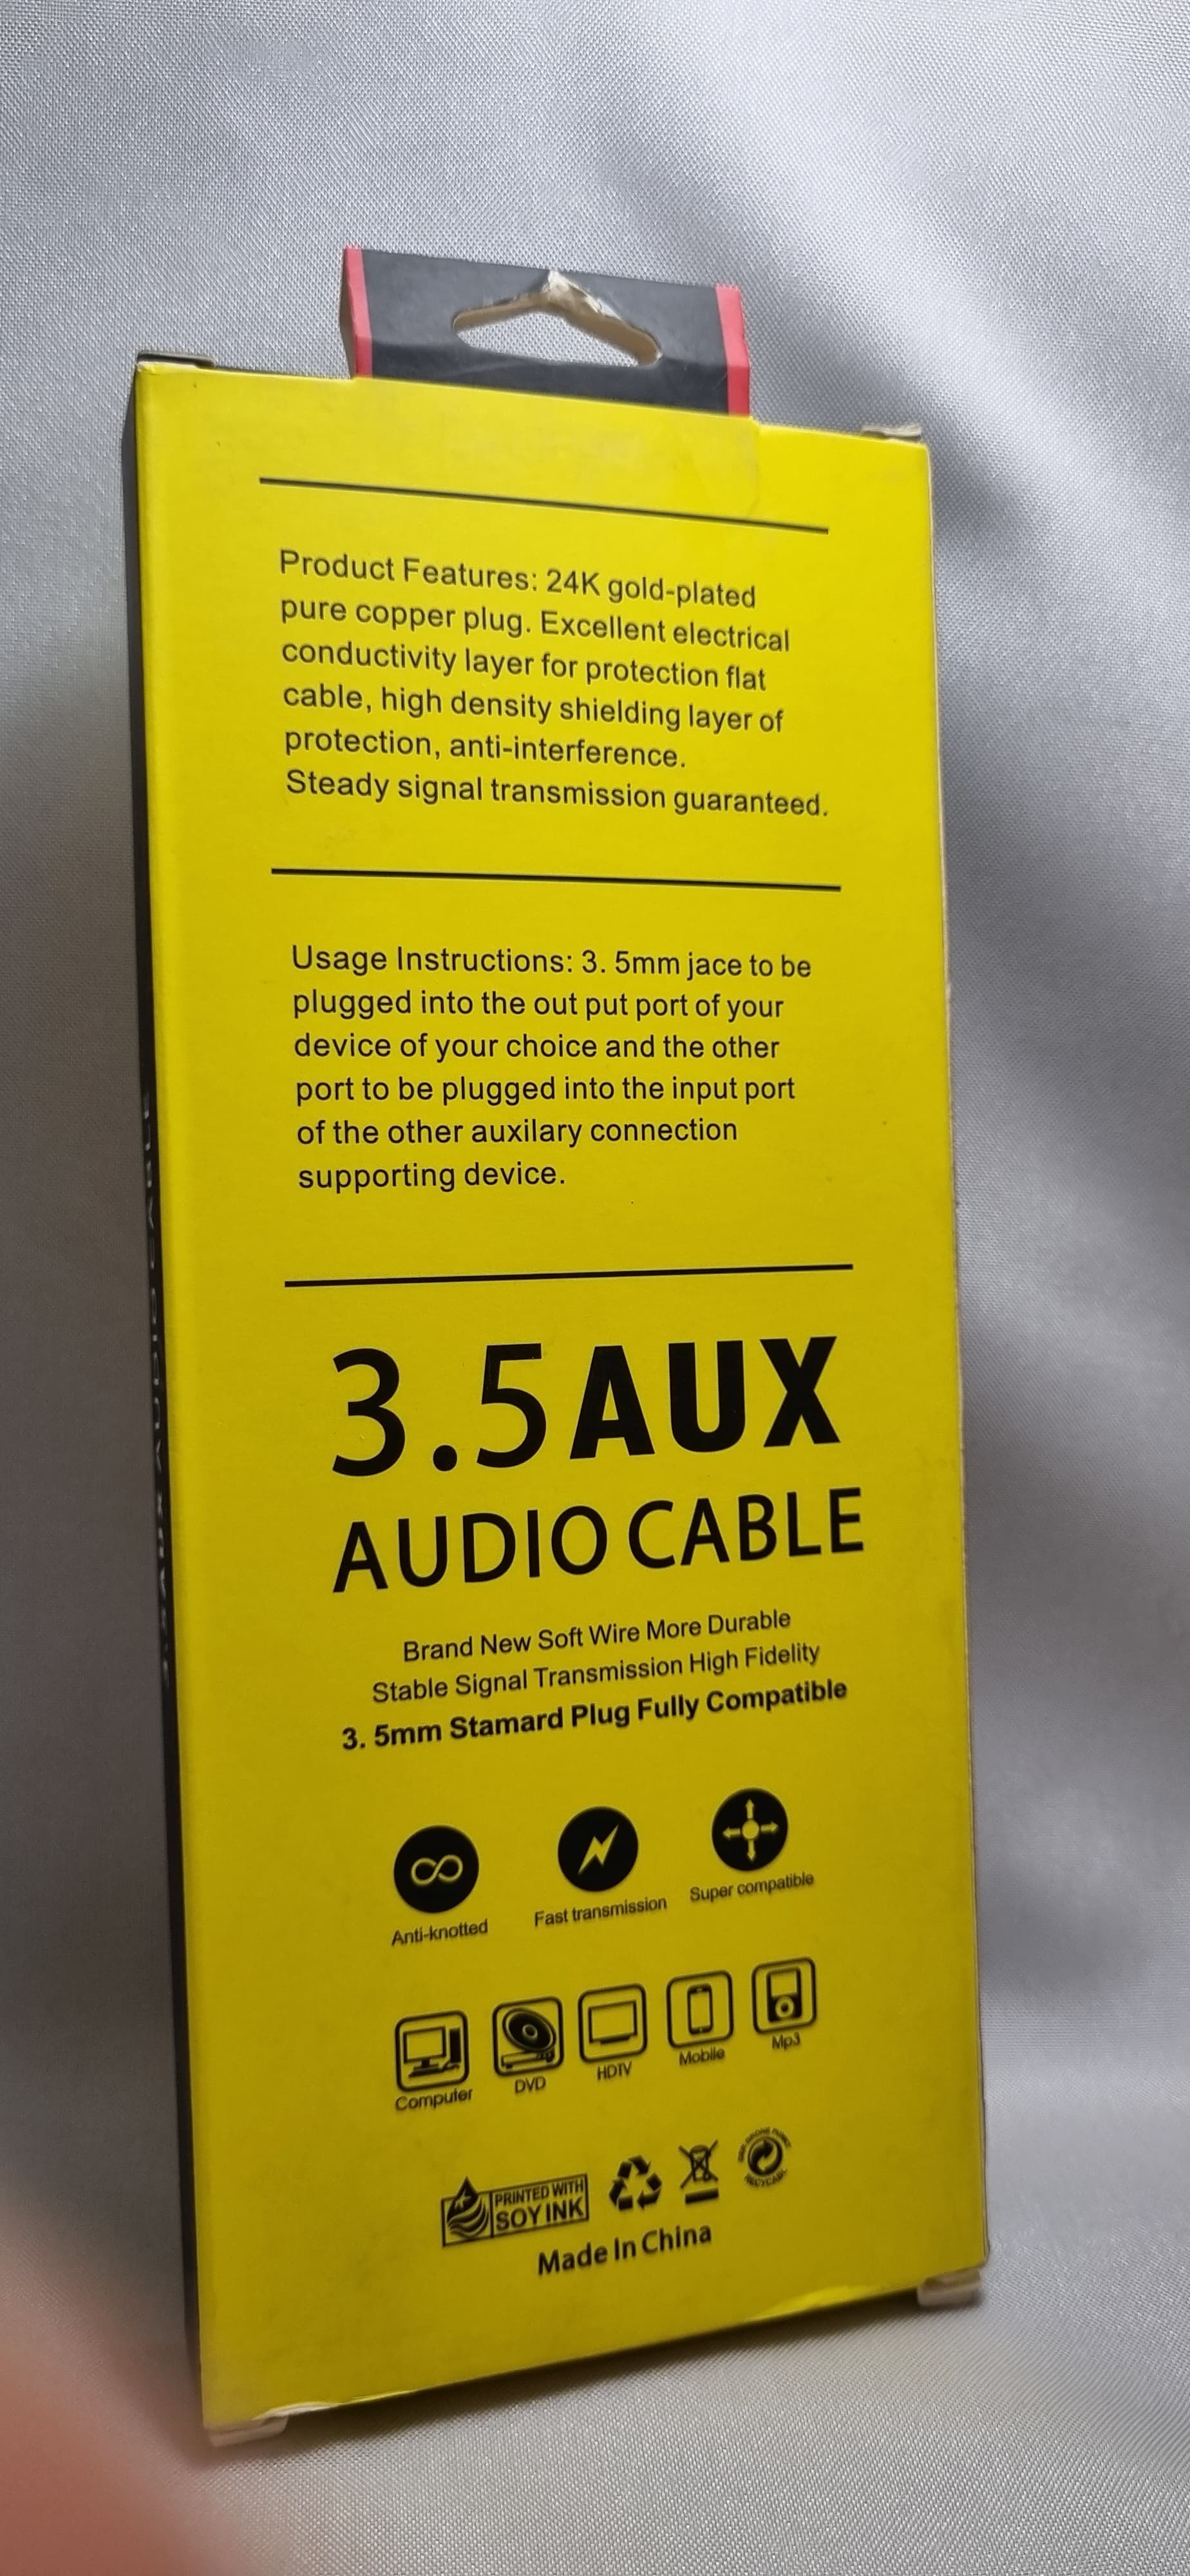 Product Features: 24K gold-plated
pure copper plug. Excellent electrical
conductivity layer for protection flat
cable, high density shielding layer of
protection, anti-interference.
Steady signal transmission guaranteed.
Usage Instructions: 3. 5mm jace to be
plugged into the out put port of your
device of your choice and the other
port to be plugged into the input port
of the other auxilary connection
supporting device.
3.5AUX
AUDIO CABLE
Brand New Soft Wire More Durable
Stable Signal Transmission High Fidelity
3. 5mm Stamard Plug Fully Compatible
Anti-knotted Fast transmission Super compatible
Computer DVD HDTV Mobile Mp3
PRINTED WITH
SOY INK
Made In China
AUDIO CABLE